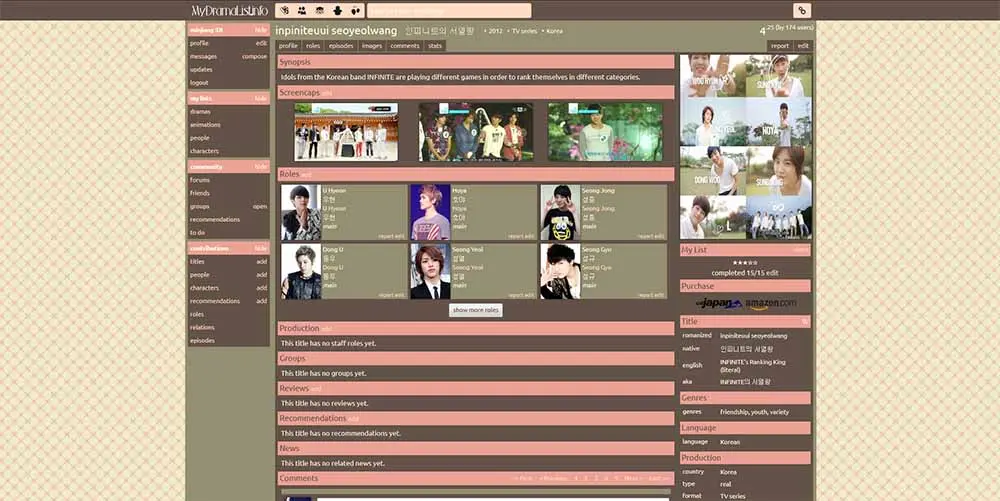 MyDramaListinfo
minjung SB hide
profile edit
messages compose
updates
logout
my lists hide
dramas
animations
people
characters
community hide
forums
friends
groups open
recommendations
to do
contributions hide
titles add
people add
characters add
recommendations add
roles
relations
episodes
inpiniteuui seoyeolwang 인피니트의 서열왕 • 2012 • TV series • Korea
4.25 (by 174 users)
profile roles episodes images comments stats
report edit
Synopsis
Idols from the Korean band INFINITE are playing different games in order to rank themselves in different categories.
Screencaps add
Roles add
U Hyeon
우현
U Hyeon
우현
main
report edit
Hoya
호야
Hoya
호야
main
report edit
Seong Jong
성종
Seong Jong
성종
main
report edit
Dong U
동우
Dong U
동우
main
report edit
Seong Yeol
성열
Seong Yeol
성열
main
report edit
Seong Gyu
성규
Seong Gyu
성규
main
report edit
show more roles
Production add
This title has no staff roles yet.
Groups
This title has no groups yet.
Reviews add
This title has no reviews yet.
Recommendations add
This title has no recommendations yet.
News
This title has no related news yet.
Comments
WOO HYUN
HOYA
DONG WOO
L
My List
★★★☆☆
completed 15/15 edit
Purchase
amazon.com
Title
romanized inpiniteuui seoyeolwang
native 인피니트의 서열왕
english INFINITE's Ranking King
(literal)
aka INFINITE의 서열왕
Genres
genres friendship, youth, variety
Language
language Korean
Production
country Korea
type real
format TV series